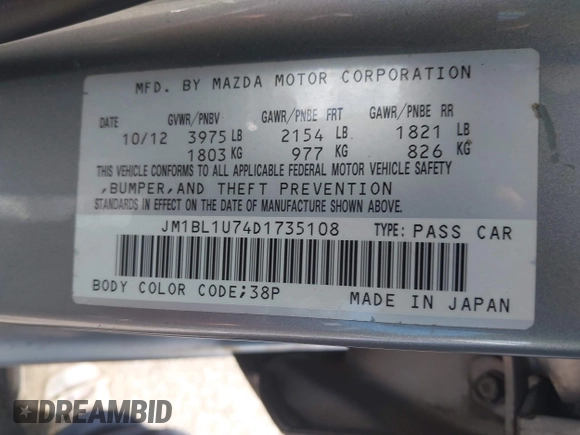 MFD. BY MAZDA MOTOR CORPORATION
DATE GVWR/PNBV GAWR/PNBE FRT GAWR/PNBE RR
10/12 3975 LB 2154 LB 1821 LB
1803 KG 977 KG 826 KG
THIS VEHICLE CONFORMS TO ALL APPLICABLE FEDERAL MOTOR VEHICLE SAFETY
,BUMPER,AND THEFT PREVENTION
STANDARDS IN EFFECT ON THE DATE OF MANUFACTURE SHOWN ABOVE.
JM1BL1U74D1735108 TYPE: PASS CAR
BODY COLOR CODE;38P MADE IN JAPAN
DREAMBID